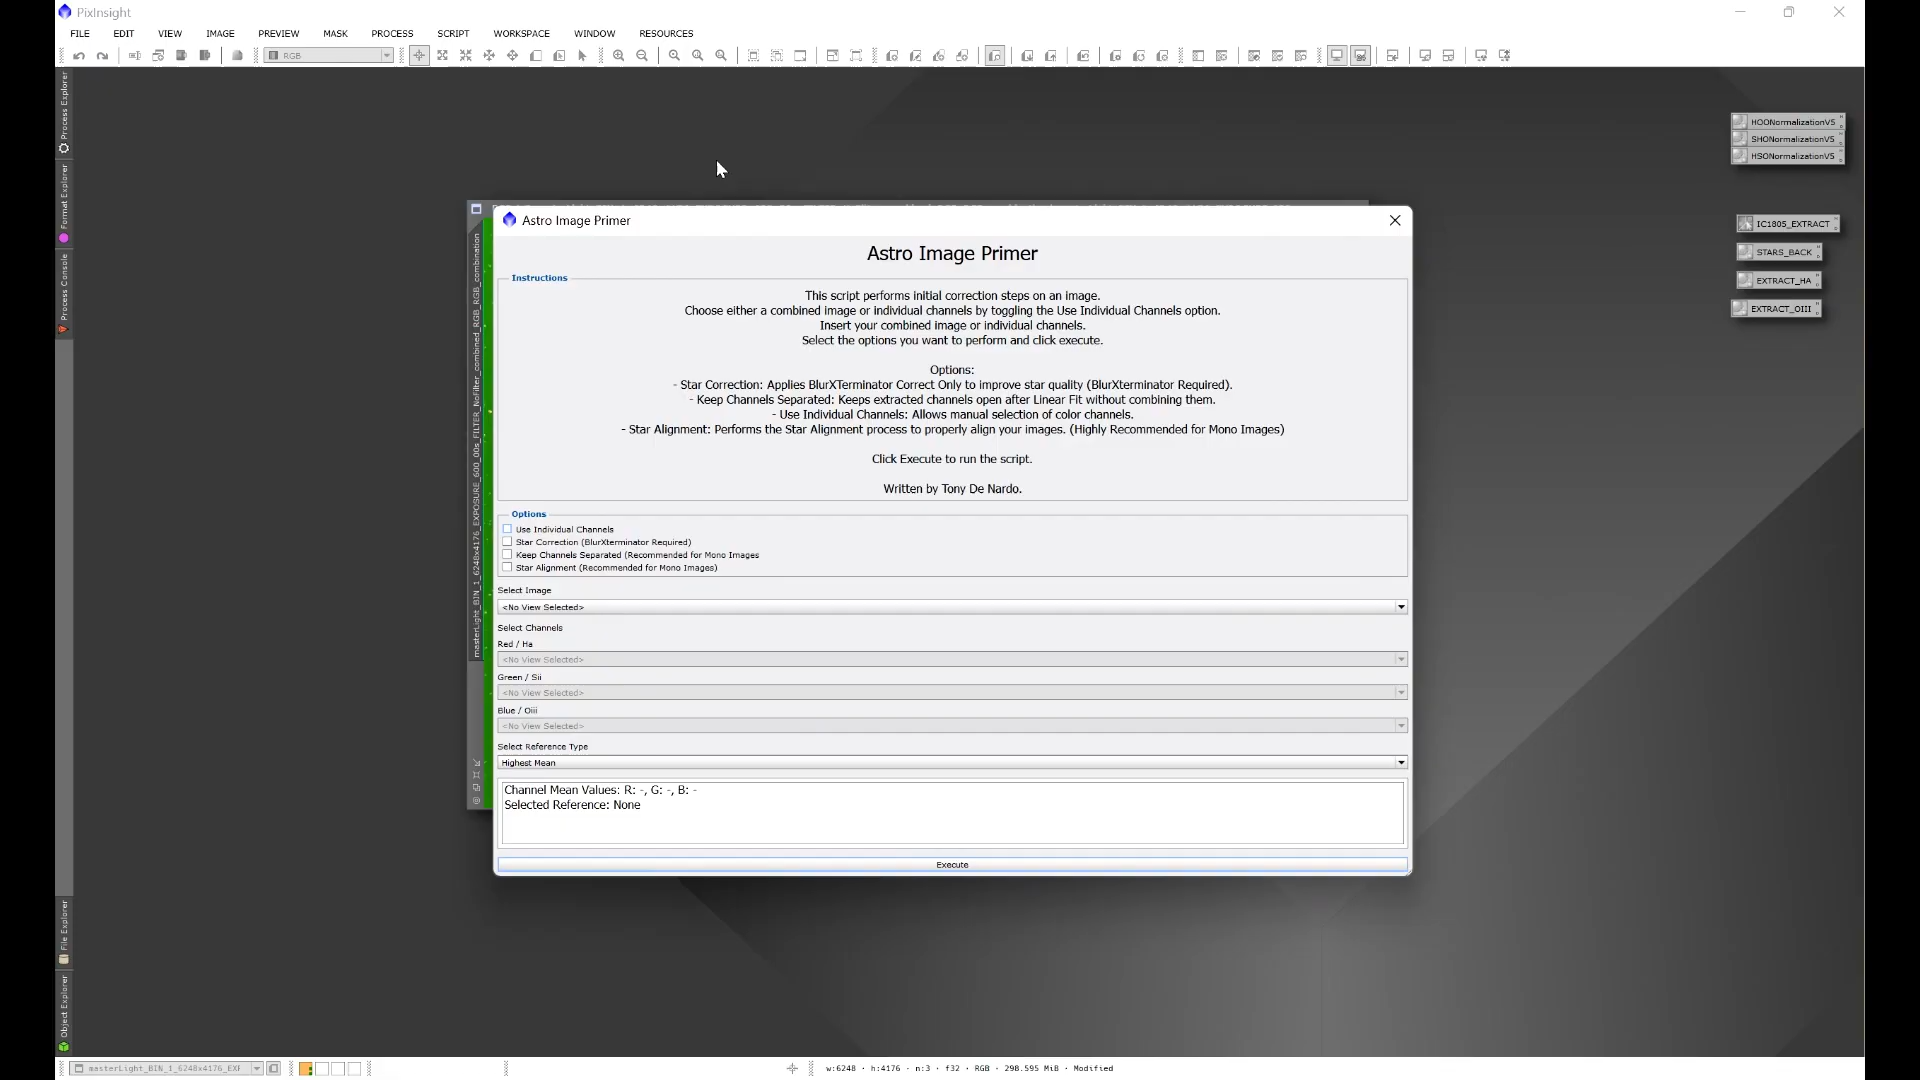 PixInsight
FILE EDIT VIEW IMAGE MASK PROCESS SCRIPT WORKSPACE WINDOW RESOURCES
RGB
Process Explorer
Format Explorer
Process Console
File Explorer
Object Explorer
HOONormalizationV5
SHONormalizationV5
HSONormalizationV5
IC1805_EXTRACT
STARS_BACK
EXTRACT_HA
EXTRACT_OIII
masterLight_BIN_1_6248x4176_EXPOSURE_600_00s_FILTER_NoFilter_combined_RGB_RGB_combination
Astro Image Primer
Astro Image Primer
Instructions
This script performs initial correction steps on an image.
Choose either a combined image or individual channels by toggling the Use Individual Channels option.
Insert your combined image or individual channels.
Select the options you want to perform and click execute.
Options:
- Star Correction: Applies BlurXTerminator Correct Only to improve star quality (BlurXterminator Required).
- Keep Channels Separated: Keeps extracted channels open after Linear Fit without combining them.
- Use Individual Channels: Allows manual selection of color channels.
- Star Alignment: Performs the Star Alignment process to properly align your images. (Highly Recommended for Mono Images)
Click Execute to run the script.
Written by Tony De Nardo.
Options
Use Individual Channels
Star Correction (BlurXterminator Required)
Keep Channels Separated (Recommended for Mono Images
Star Alignment (Recommended for Mono Images)
Select Image
<No View Selected>
Select Channels
Red / Ha
<No View Selected>
Green / Sii
<No View Selected>
Blue / Oiii
<No View Selected>
Select Reference Type
Highest Mean
Channel Mean Values: R: -, G: -, B: -
Selected Reference: None
Execute
masterLight_BIN_1_6248x4176_EXF
w:6248 · h:4176 · n:3 · f32 · RGB · 298.595 MiB · Modified